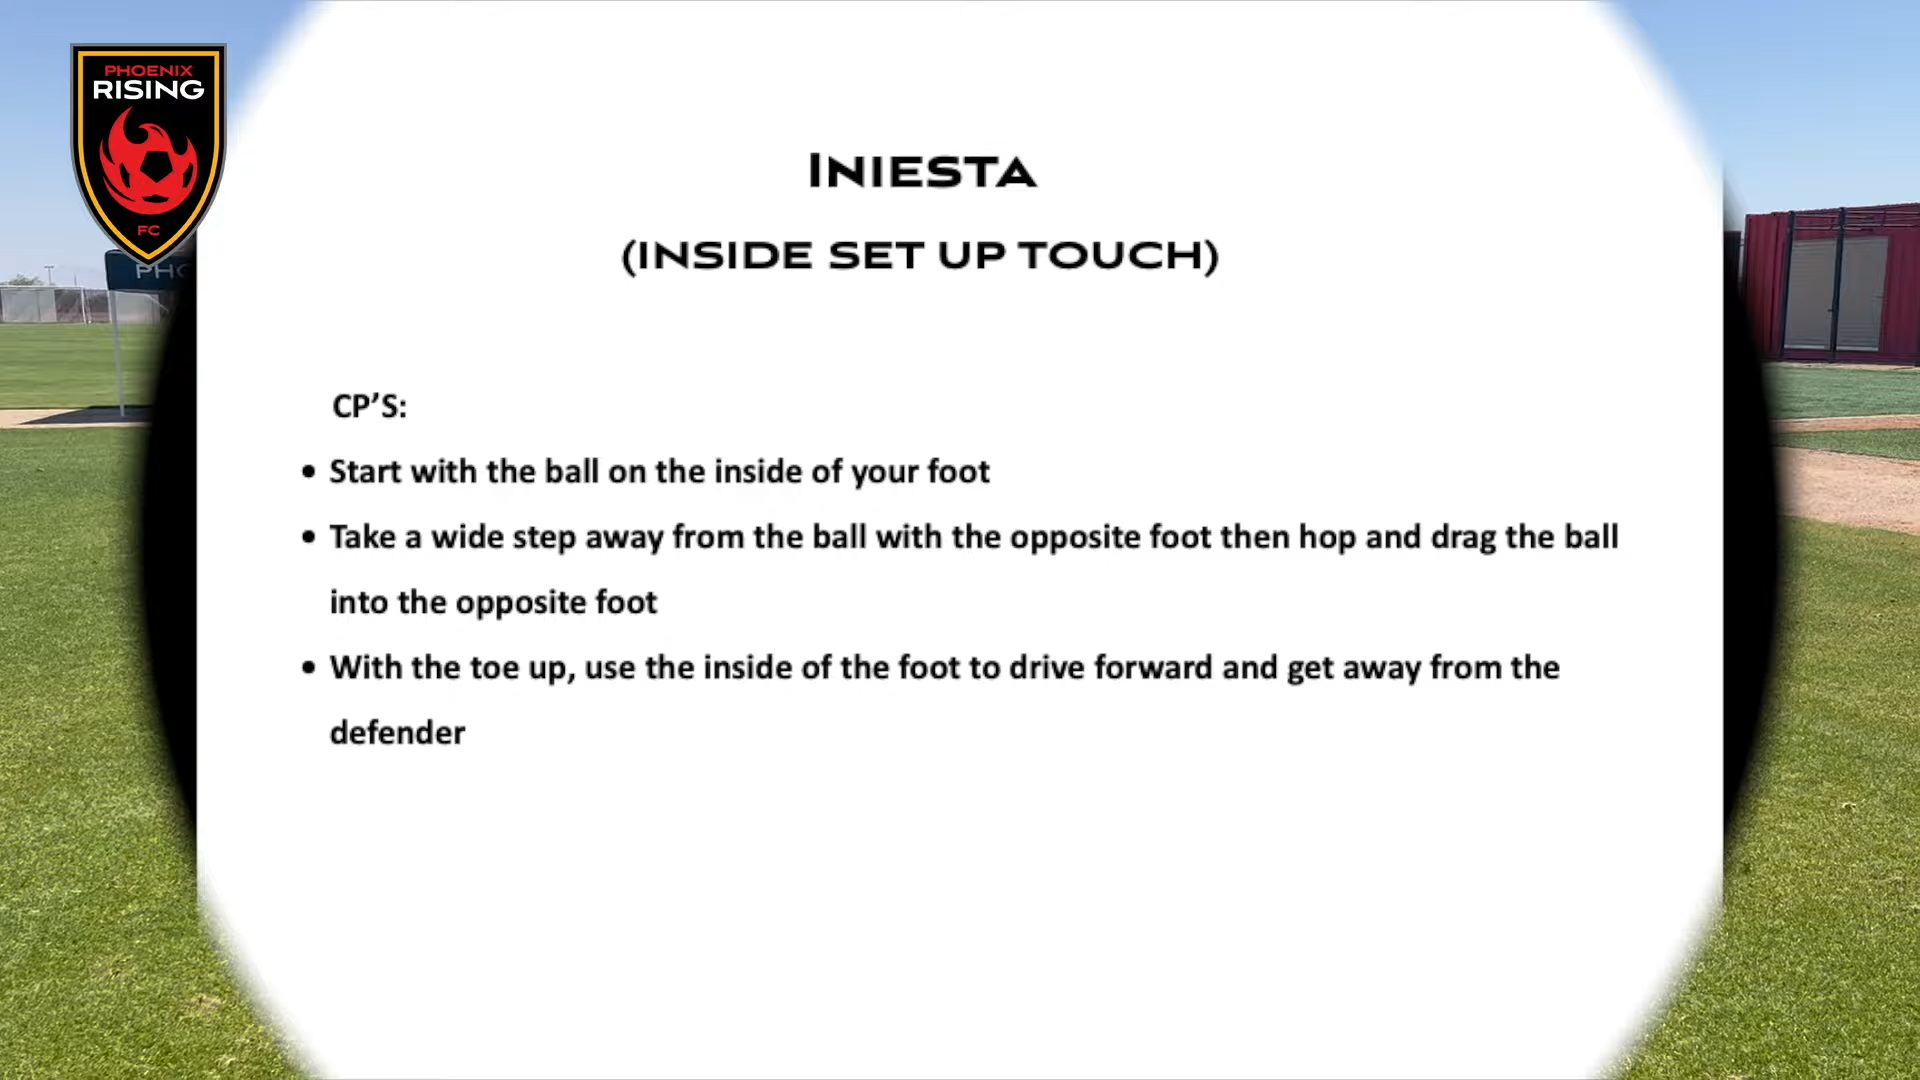 PHOENIX
RISING
FC
PHO
INIESTA
(INSIDE SET UP TOUCH)
CP’S:
• Start with the ball on the inside of your foot
• Take a wide step away from the ball with the opposite foot then hop and drag the ball
into the opposite foot
• With the toe up, use the inside of the foot to drive forward and get away from the
defender